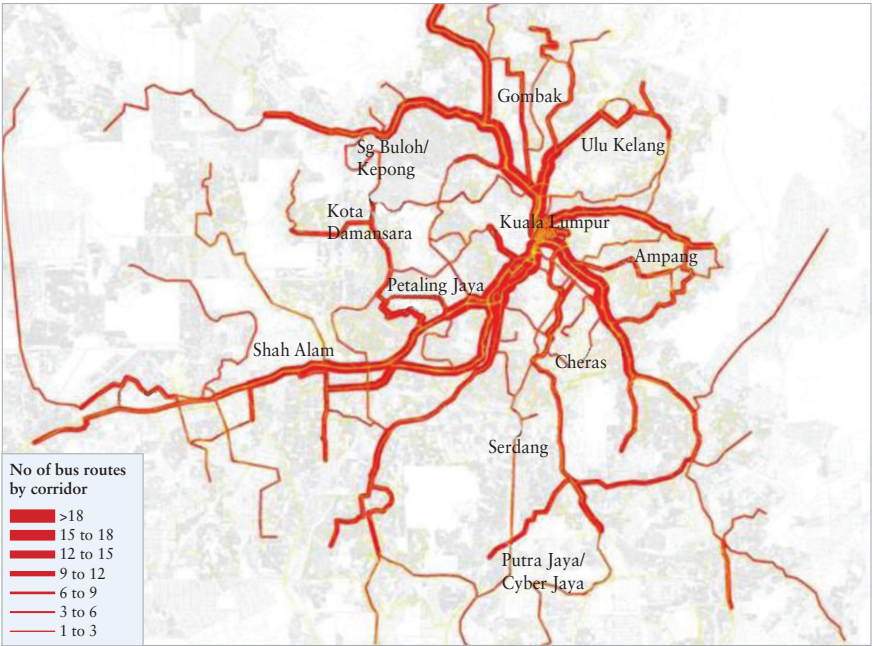 Gombak
Ulu Kelang
Sg Buloh/
Kepong
Kota
Damansara
Kuala Lumpur
Ampang
Petaling Jaya
Shah Alam
Cheras
Serdang
Putra Jaya/
Cyber Jaya
No of bus routes
by corridor
>18
15 to 18
12 to 15
9 to 12
6 to 9
3 to 6
1 to 3